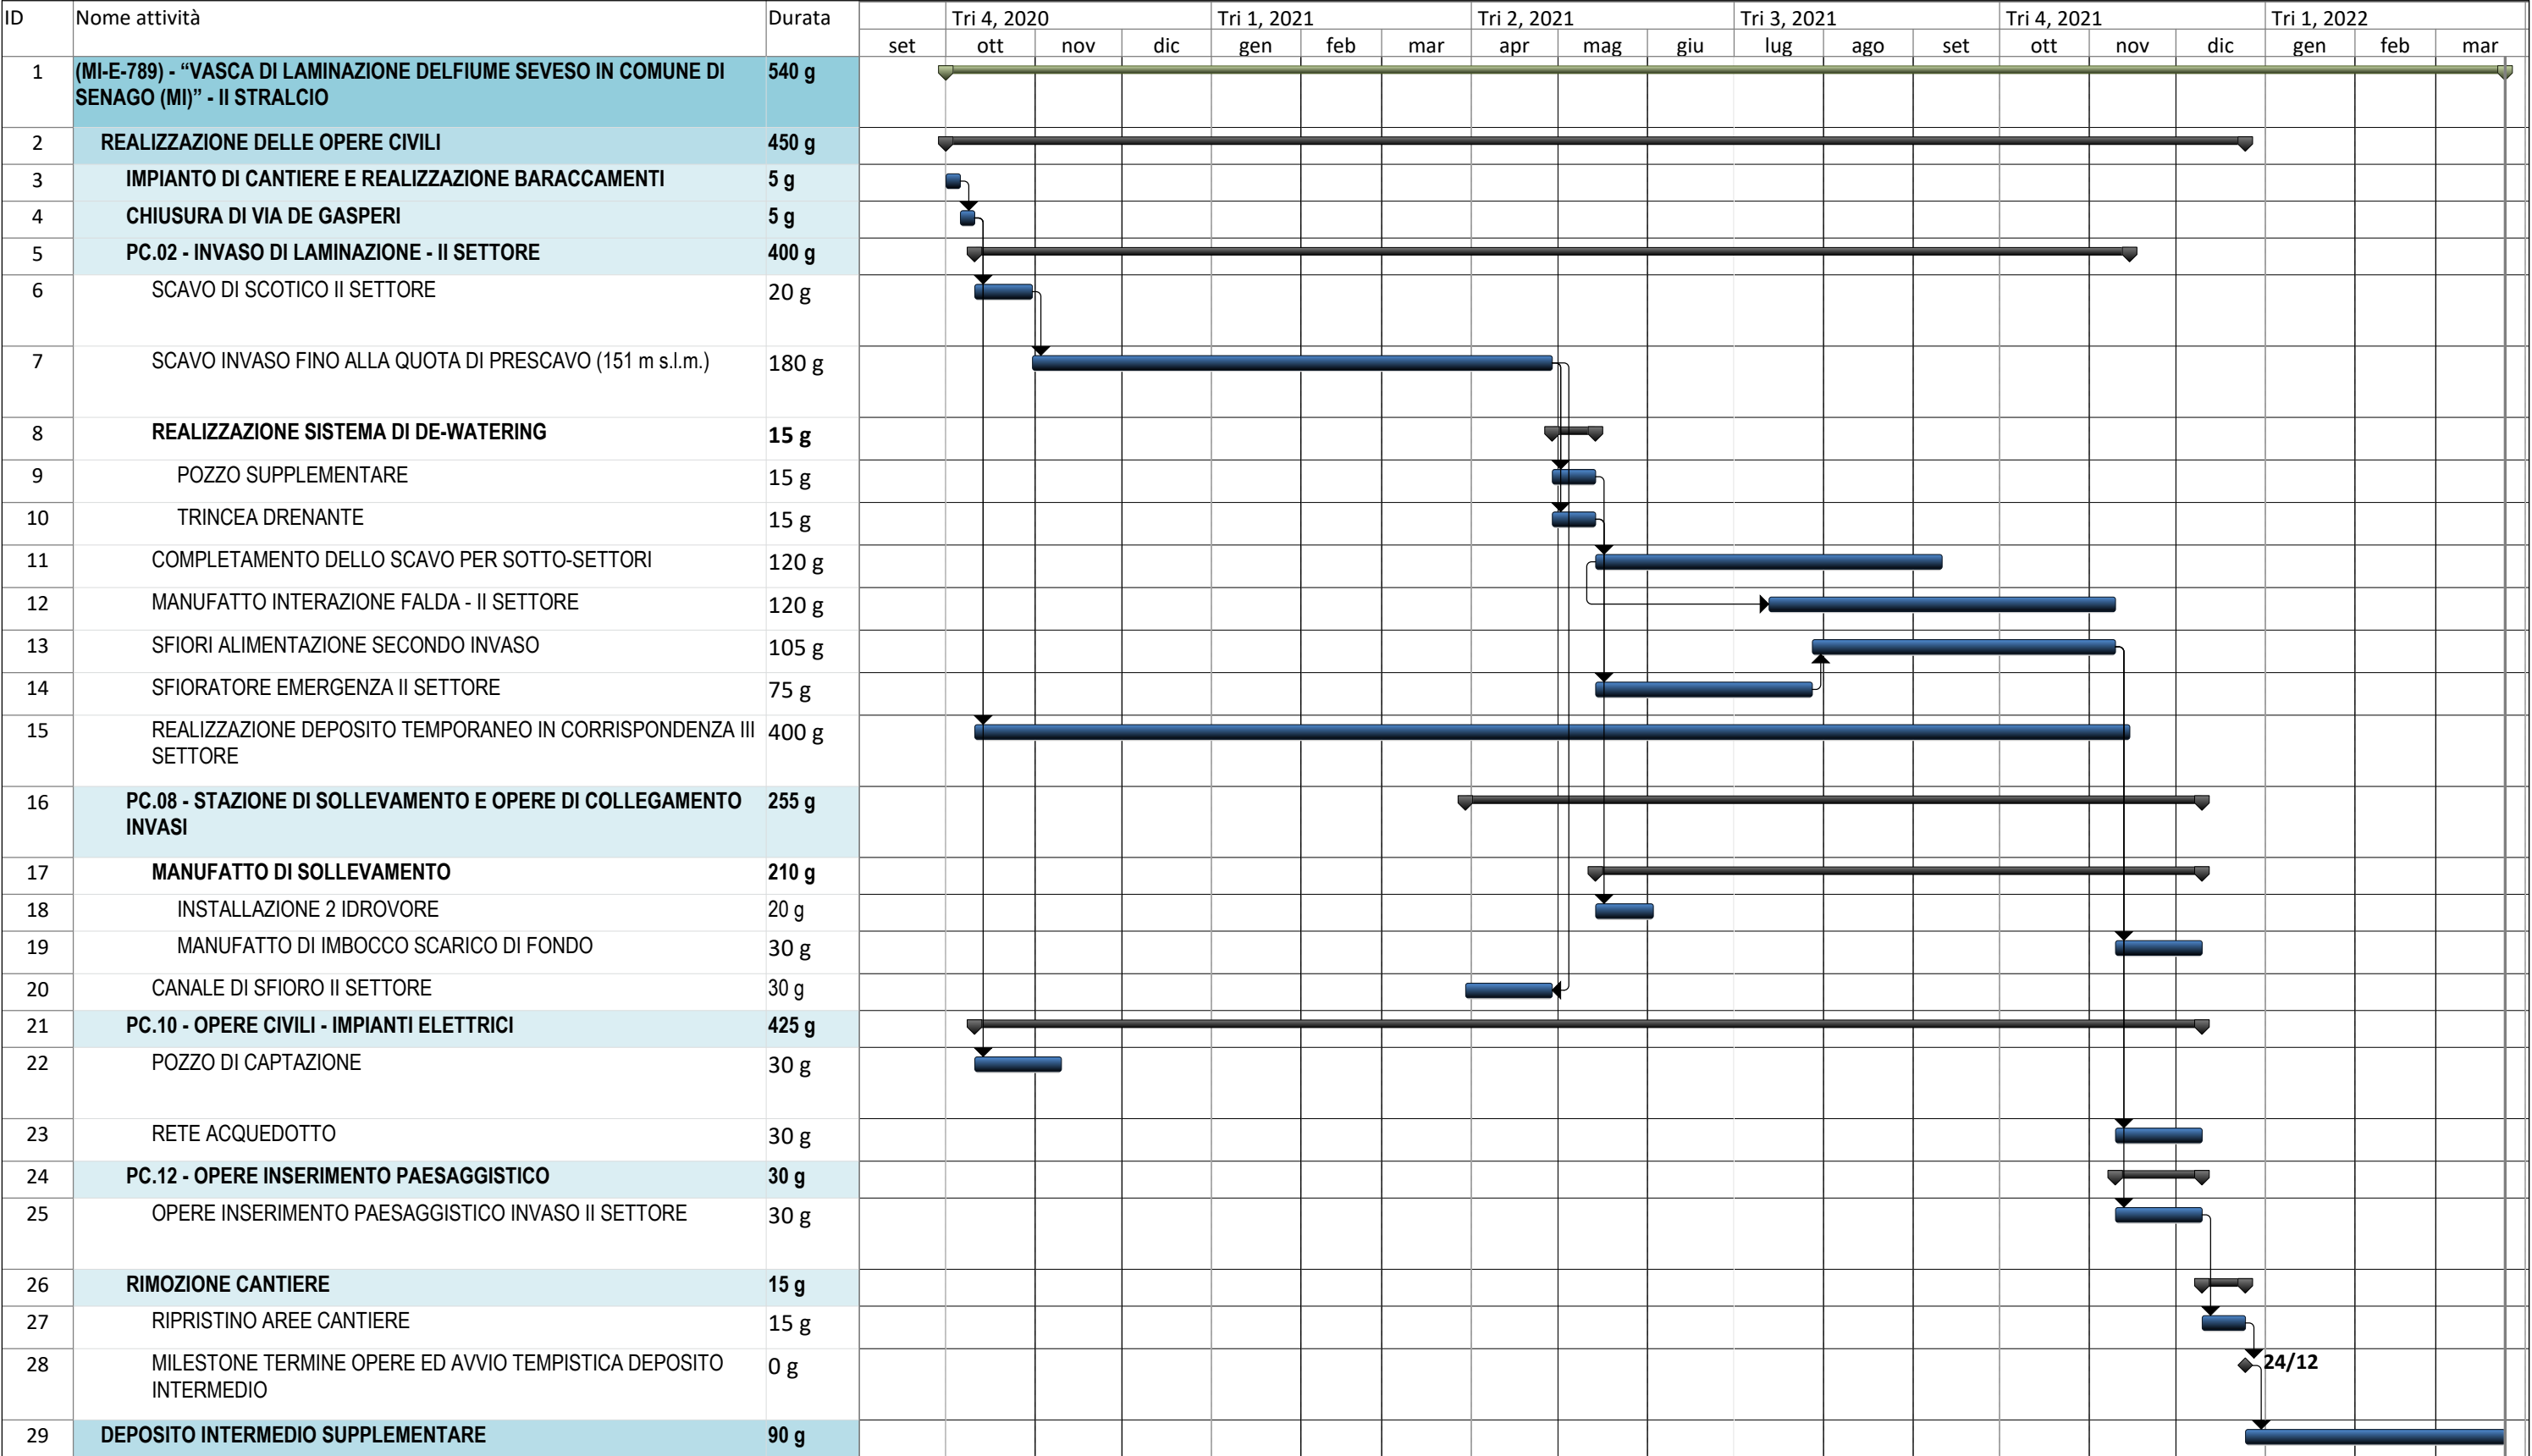 ID Nome attività Durata Tri 4, 2020 Tri 1, 2021 Tri 2, 2021 Tri 3, 2021 Tri 4, 2021 Tri 1, 2022
set ott nov dic gen feb mar apr mag giu lug ago set ott nov dic gen feb mar
1 (MI-E-789) - “VASCA DI LAMINAZIONE DELFIUME SEVESO IN COMUNE DI 540 g
SENAGO (MI)” - II STRALCIO
2 REALIZZAZIONE DELLE OPERE CIVILI 450 g
3 IMPIANTO DI CANTIERE E REALIZZAZIONE BARACCAMENTI 5 g
4 CHIUSURA DI VIA DE GASPERI 5 g
5 PC.02 - INVASO DI LAMINAZIONE - II SETTORE 400 g
6 SCAVO DI SCOTICO II SETTORE 20 g
7 SCAVO INVASO FINO ALLA QUOTA DI PRESCAVO (151 m s.l.m.) 180 g
8 REALIZZAZIONE SISTEMA DI DE-WATERING 15 g
9 POZZO SUPPLEMENTARE 15 g
10 TRINCEA DRENANTE 15 g
11 COMPLETAMENTO DELLO SCAVO PER SOTTO-SETTORI 120 g
12 MANUFATTO INTERAZIONE FALDA - II SETTORE 120 g
13 SFIORI ALIMENTAZIONE SECONDO INVASO 105 g
14 SFIORATORE EMERGENZA II SETTORE 75 g
15 REALIZZAZIONE DEPOSITO TEMPORANEO IN CORRISPONDENZA III 400 g
SETTORE
16 PC.08 - STAZIONE DI SOLLEVAMENTO E OPERE DI COLLEGAMENTO 255 g
INVASI
17 MANUFATTO DI SOLLEVAMENTO 210 g
18 INSTALLAZIONE 2 IDROVORE 20 g
19 MANUFATTO DI IMBOCCO SCARICO DI FONDO 30 g
20 CANALE DI SFIORO II SETTORE 30 g
21 PC.10 - OPERE CIVILI - IMPIANTI ELETTRICI 425 g
22 POZZO DI CAPTAZIONE 30 g
23 RETE ACQUEDOTTO 30 g
24 PC.12 - OPERE INSERIMENTO PAESAGGISTICO 30 g
25 OPERE INSERIMENTO PAESAGGISTICO INVASO II SETTORE 30 g
26 RIMOZIONE CANTIERE 15 g
27 RIPRISTINO AREE CANTIERE 15 g
28 MILESTONE TERMINE OPERE ED AVVIO TEMPISTICA DEPOSITO 0 g 24/12
INTERMEDIO
29 DEPOSITO INTERMEDIO SUPPLEMENTARE 90 g